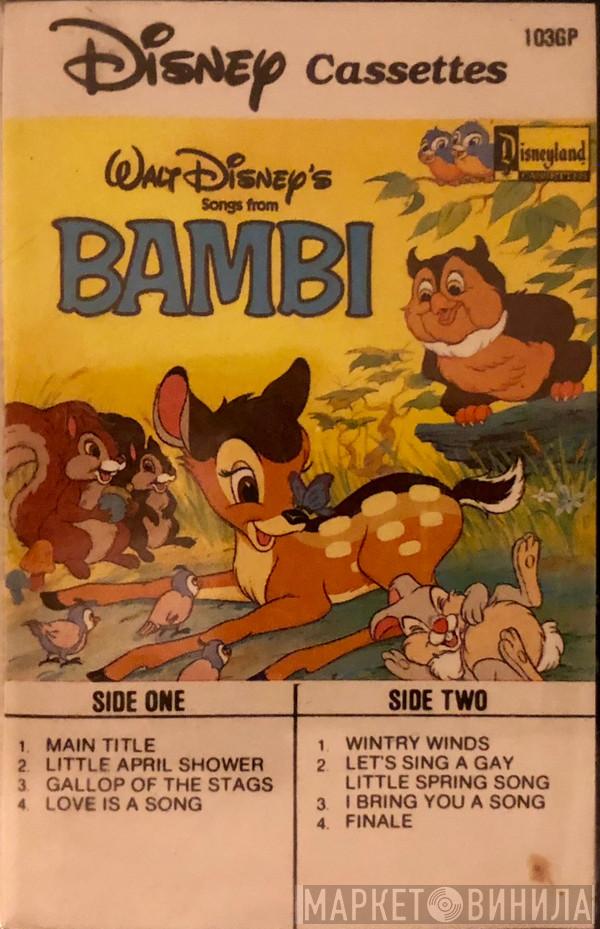 Disney Cassettes
103GP
Walt Disney's
Songs from
BAMBI
Disneyland
CASSETTES
SIDE ONE
1. MAIN TITLE
2. LITTLE APRIL SHOWER
3. GALLOP OF THE STAGS
4. LOVE IS A SONG
SIDE TWO
1. WINTRY WINDS
2. LET'S SING A GAY
LITTLE SPRING SONG
3. I BRING YOU A SONG
4. FINALE
МАРКЕТ ВИНИЛА